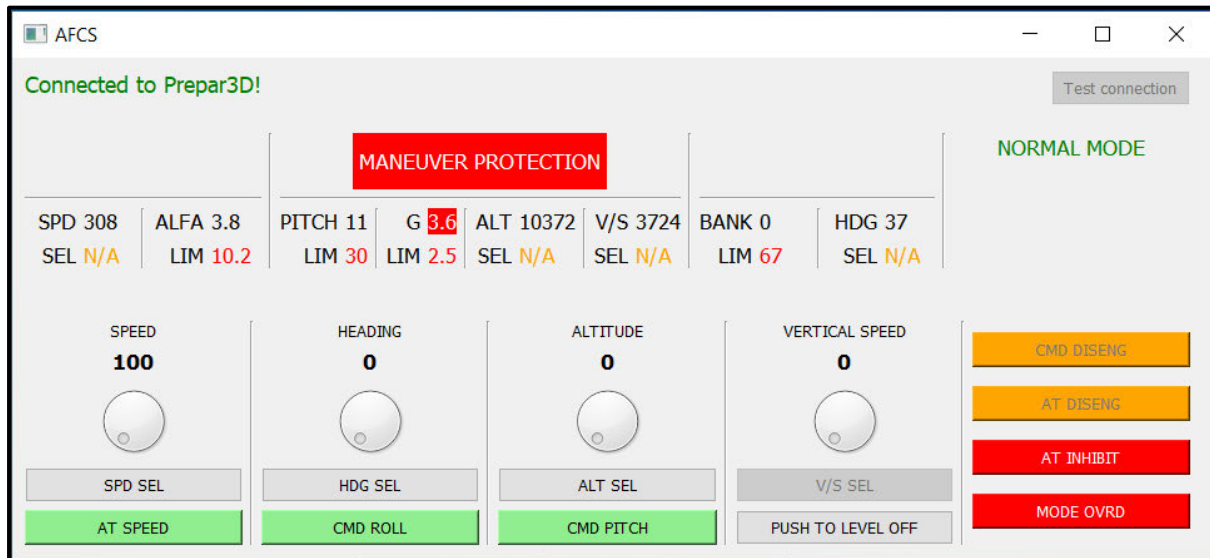 AFCS
Connected to Prepar3D!
Test connection
MANEUVER PROTECTION
NORMAL MODE
SPD 308 ALFA 3.8 PITCH 11 G 3.6 ALT 10372 V/S 3724 BANK 0 HDG 37
SEL N/A LIM 10.2 LIM 30 LIM 2.5 SEL N/A SEL N/A LIM 67 SEL N/A
SPEED HEADING ALTITUDE VERTICAL SPEED
100 0 0 0
CMD DISENG
AT DISENG
AT INHIBIT
SPD SEL HDG SEL ALT SEL V/S SEL
MODE OVRD
AT SPEED CMD ROLL CMD PITCH PUSH TO LEVEL OFF